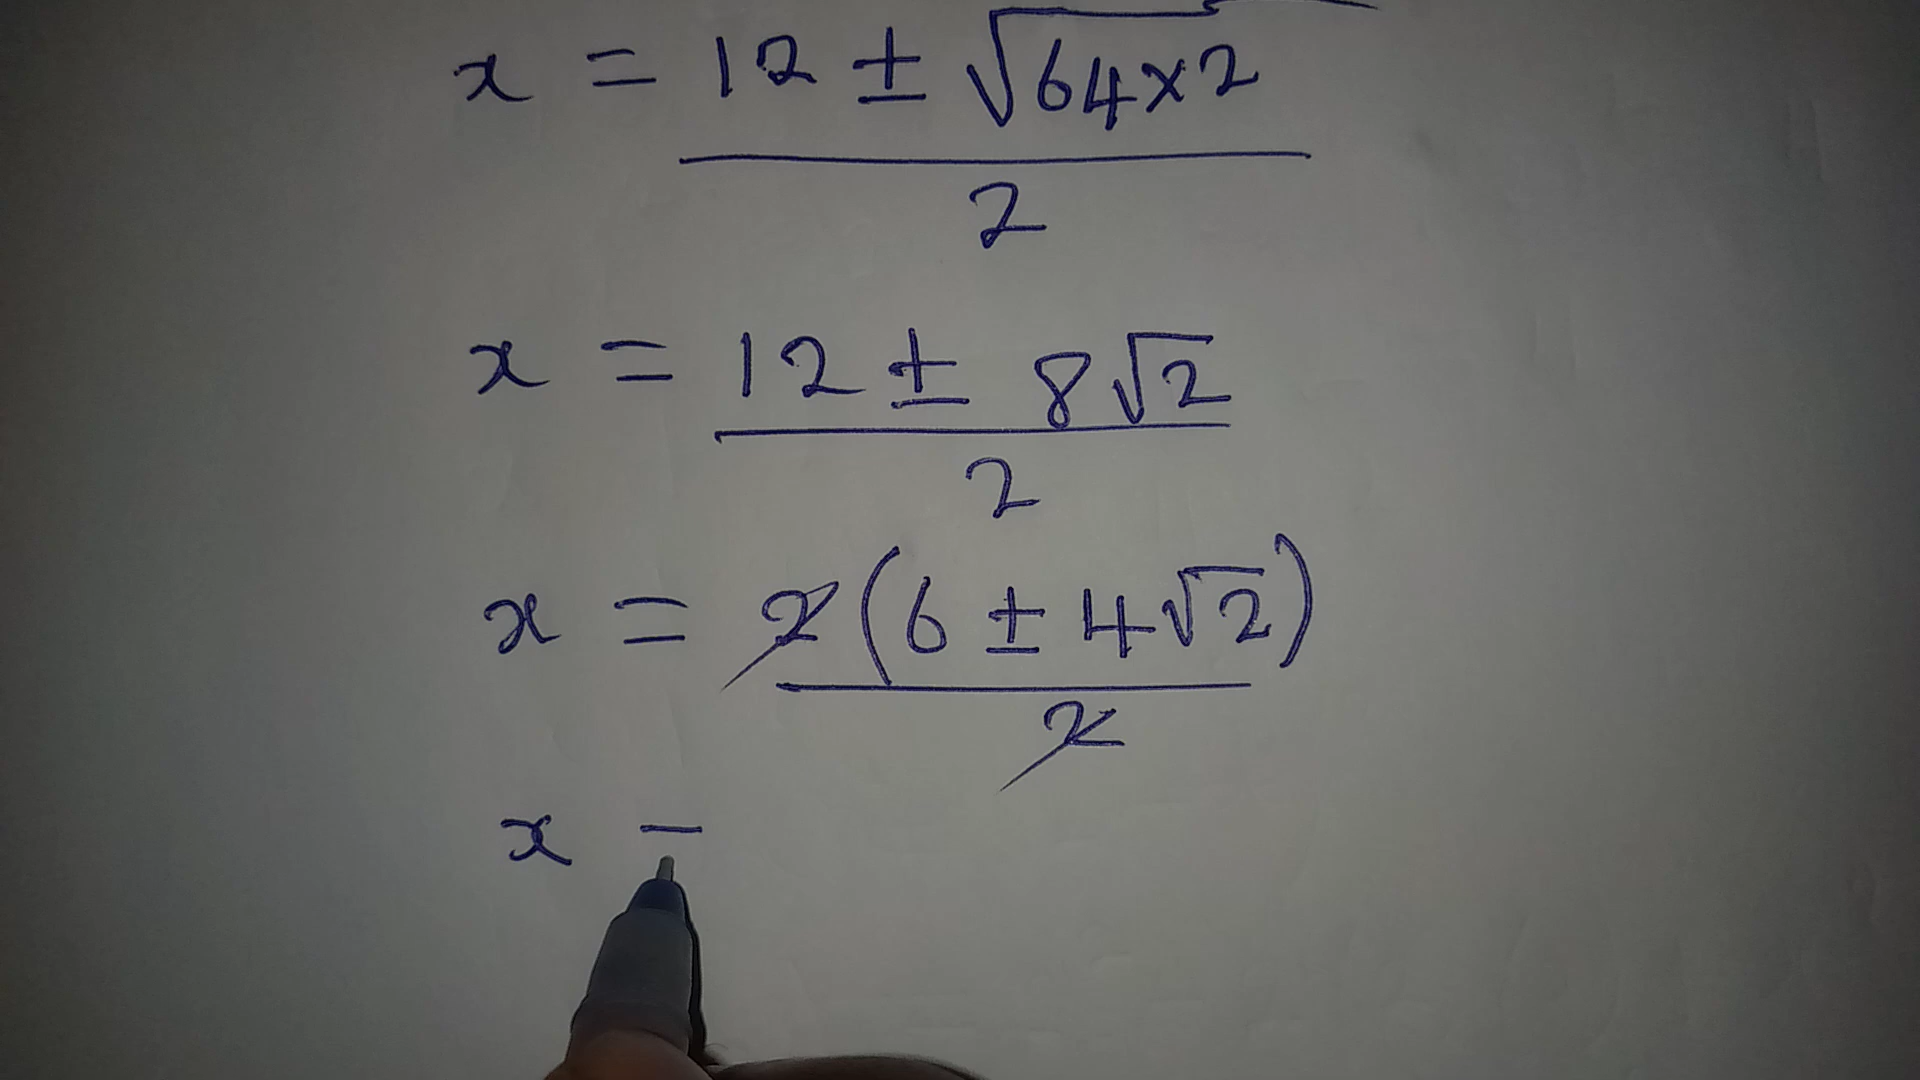 x = 12 ± √64×2
2
x = 12 ± 8√2
2
x = 2(6 ± 4√2)
2
x –